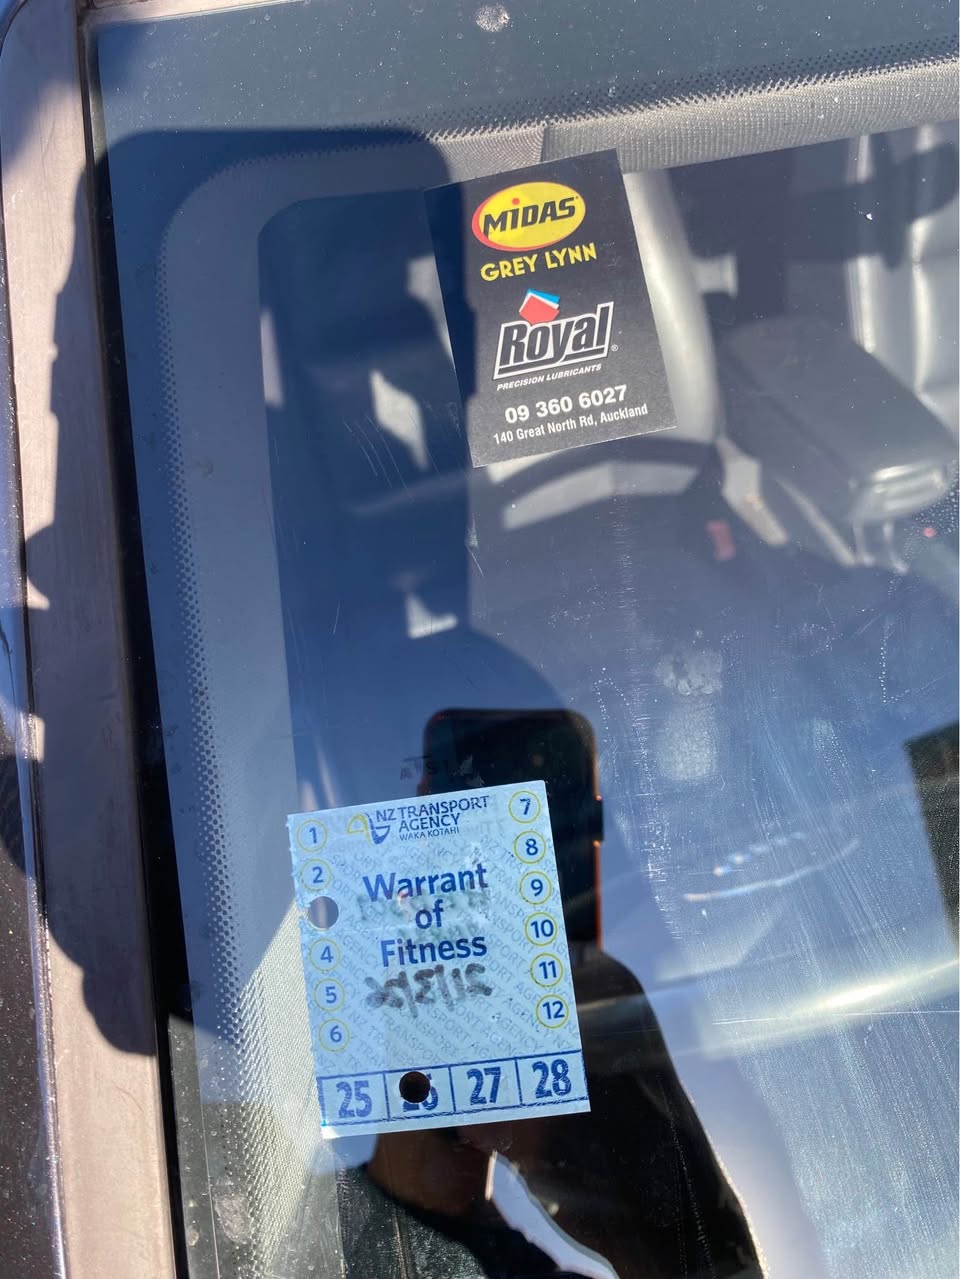 MIDAS
GREY LYNN
Royal
PRECISION LUBRICANTS
09 360 6027
140 Great North Rd, Auckland
NZ TRANSPORT
AGENCY
WAKA KOTAHI
Warrant
of
Fitness
1
2
4
5
6
7
8
9
10
11
12
25 26 27 28